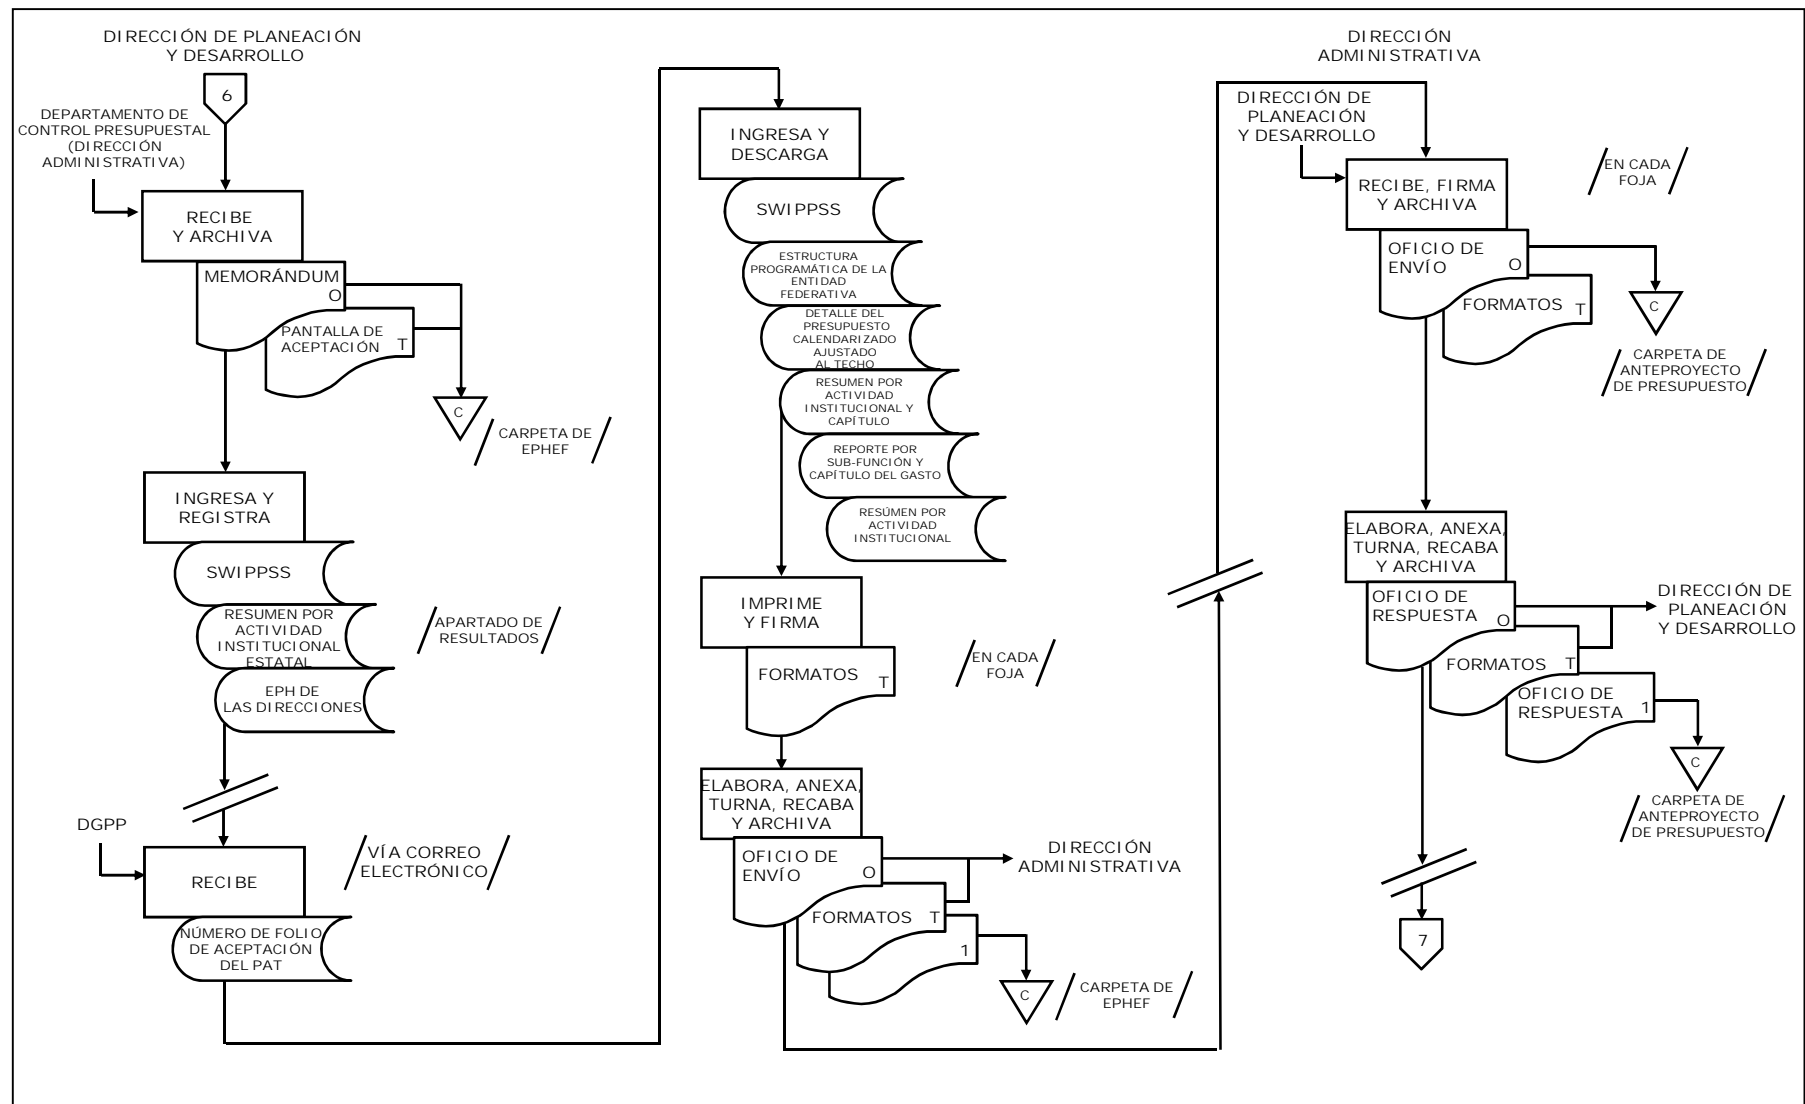 DIRECCIÓN DE PLANEACIÓN
Y DESARROLLO
6
DEPARTAMENTO DE
CONTROL PRESUPUESTAL
(DIRECCIÓN
ADMINISTRATIVA)
RECIBE
Y ARCHIVA
MEMORÁNDUM
O
PANTALLA DE
ACEPTACIÓN
T
C
CARPETA DE
EPHEF
INGRESA Y
REGISTRA
SWIPPSS
RESUMEN POR
ACTIVIDAD
INSTITUCIONAL
ESTATAL
APARTADO DE
RESULTADOS
EPH DE
LAS DIRECCIONES
DGPP
RECIBE
VÍA CORREO
ELECTRÓNICO
NÚMERO DE FOLIO
DE ACEPTACIÓN
DEL PAT
INGRESA Y
DESCARGA
SWIPPSS
ESTRUCTURA
PROGRAMÁTICA DE LA
ENTIDAD
FEDERATIVA
DETALLE DEL
PRESUPUESTO
CALENDARIZADO
AJUSTADO
AL TECHO
RESUMEN POR
ACTIVIDAD
INSTITUCIONAL Y
CAPÍTULO
REPORTE POR
SUB-FUNCIÓN Y
CAPÍTULO DEL GASTO
RESÚMEN POR
ACTIVIDAD
INSTITUCIONAL
IMPRIME
Y FIRMA
FORMATOS
T
EN CADA
FOJA
ELABORA, ANEXA,
TURNA, RECABA
Y ARCHIVA
OFICIO DE
ENVÍO
O
DIRECCIÓN
ADMINISTRATIVA
FORMATOS
T
1
C
CARPETA DE
EPHEF
DIRECCIÓN
ADMINISTRATIVA
DIRECCIÓN DE
PLANEACIÓN
Y DESARROLLO
RECIBE, FIRMA
Y ARCHIVA
EN CADA
FOJA
OFICIO DE
ENVÍO
O
FORMATOS
T
C
CARPETA DE
ANTEPROYECTO
DE PRESUPUESTO
ELABORA, ANEXA,
TURNA, RECABA
Y ARCHIVA
OFICIO DE
RESPUESTA
O
DIRECCIÓN DE
PLANEACIÓN
Y DESARROLLO
FORMATOS
T
OFICIO DE
RESPUESTA
1
C
CARPETA DE
ANTEPROYECTO
DE PRESUPUESTO
7